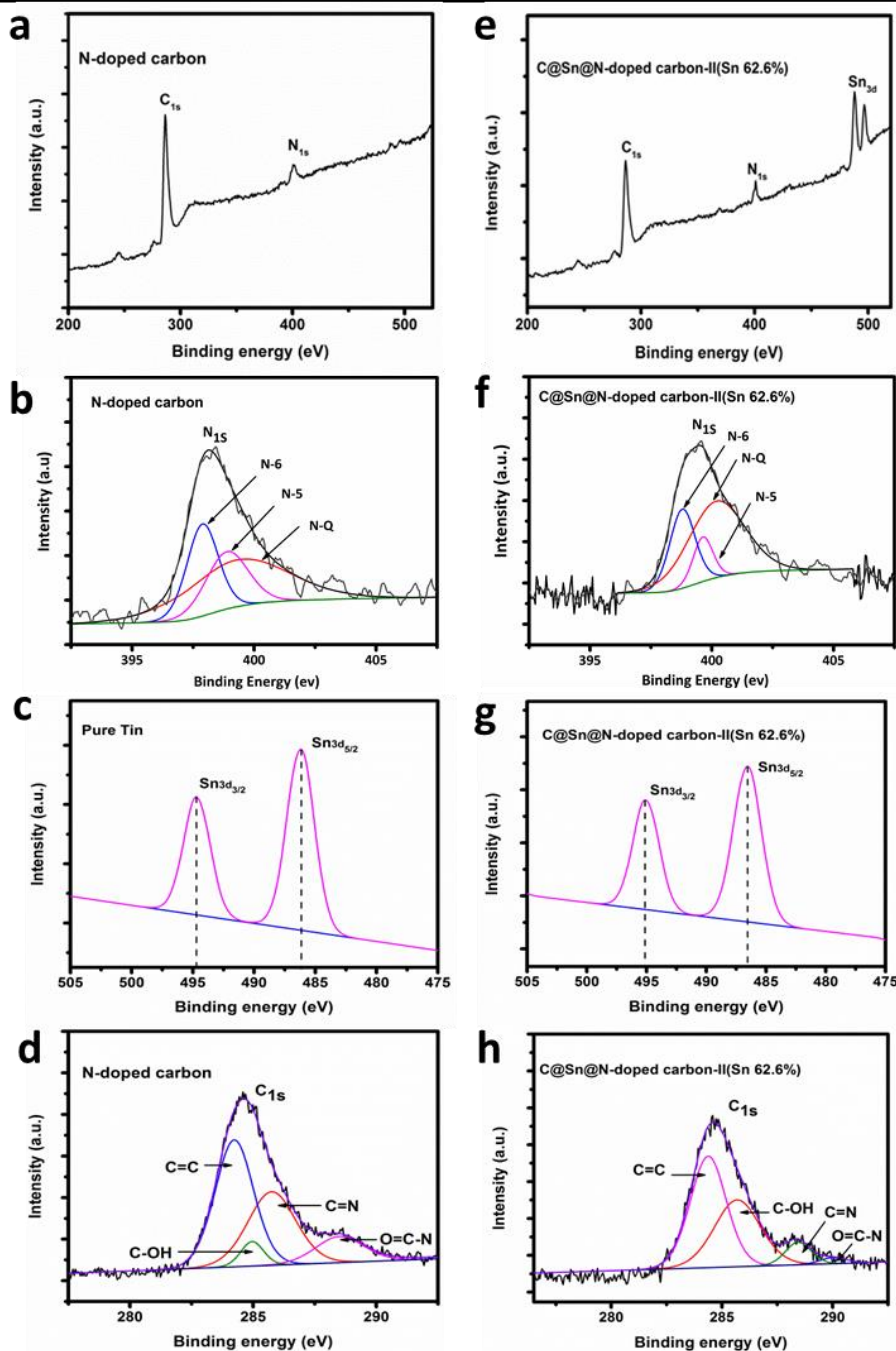 a
N-doped carbon
C1s
N1s
Intensity (a.u.)
200 300 400 500
Binding energy (eV)
e
C@Sn@N-doped carbon-II(Sn 62.6%)
Sn3d
C1s
N1s
Intensity (a.u.)
200 300 400 500
Binding energy (eV)
b
N-doped carbon
N1S
N-6
N-5
N-Q
Intensity (a.u)
395 400 405
Binding Energy (ev)
f
C@Sn@N-doped carbon-II(Sn 62.6%)
N1S
N-6
N-Q
N-5
Intensity (a.u.)
395 400 405
Binding Energy (eV)
c
Pure Tin
Sn3d5/2
Sn3d3/2
Intensity (a.u.)
505 500 495 490 485 480 475
Binding energy (eV)
g
C@Sn@N-doped carbon-II(Sn 62.6%)
Sn3d5/2
Sn3d3/2
Intensity (a.u.)
505 500 495 490 485 480 475
Binding energy (eV)
d
N-doped carbon
C1s
C=C
C=N
C-OH
O=C-N
Intensity (a.u.)
280 285 290
Binding energy (eV)
h
C@Sn@N-doped carbon-II(Sn 62.6%)
C1s
C=C
C-OH
C=N
O=C-N
Intensity (a.u.)
280 285 290
Binding energy (eV)